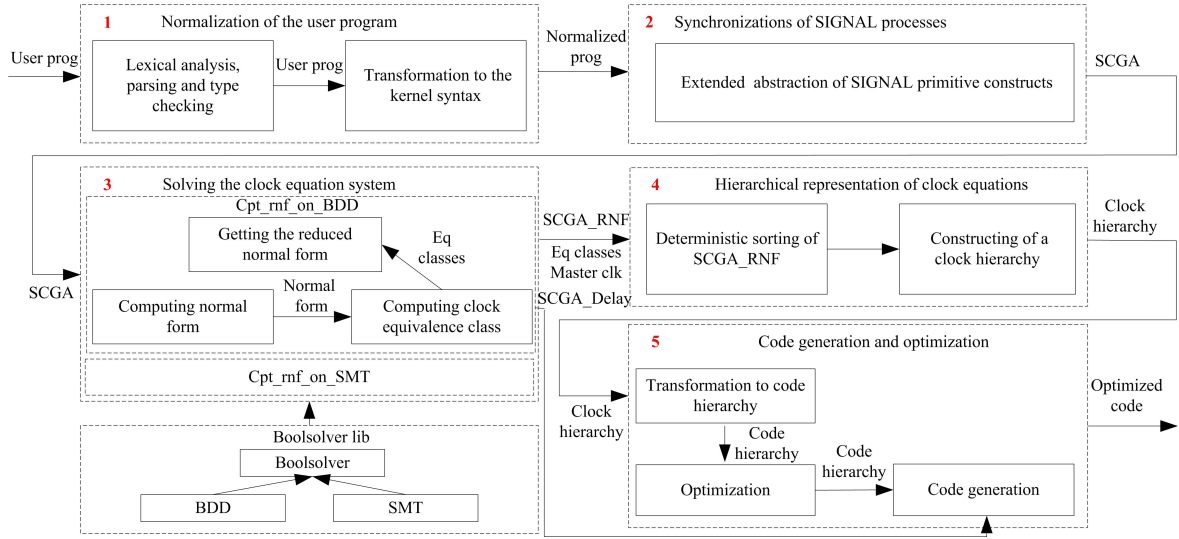 1 Normalization of the user program
User prog
Lexical analysis,
parsing and type
checking
User prog
Transformation to the
kernel syntax
Normalized
prog
2 Synchronizations of SIGNAL processes
Extended abstraction of SIGNAL primitive constructs
SCGA
SCGA
3 Solving the clock equation system
Cpt_rnf_on_BDD
Getting the reduced
normal form
Eq
classes
Computing normal
form
Normal
form
Computing clock
equivalence class
Cpt_rnf_on_SMT
SCGA_RNF
Eq classes
Master clk
SCGA_Delay
4 Hierarchical representation of clock equations
Deterministic sorting of
SCGA_RNF
Constructing of a
clock hierarchy
Clock
hierarchy
Boolsolver lib
Boolsolver
BDD
SMT
5 Code generation and optimization
Clock
hierarchy
Transformation to code
hierarchy
Code
hierarchy
Optimization
Code
hierarchy
Code generation
Optimized
code